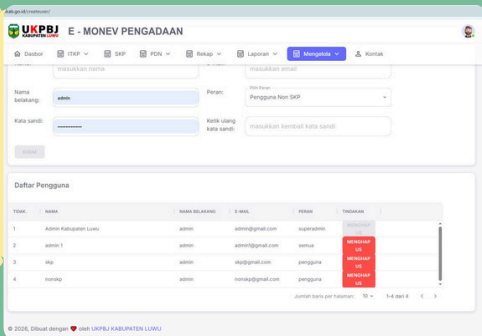 UKPBJ
KABUPATEN LUWU
E - MONEV PENGADAAN
Dasbor ITKP SKP PDN Rekap Laporan Mengelola Kontak
masukkan nama masukkan email
Nama belakang: admin Peran: Pilih Peran Pengguna Non SKP
Kata sandi: Ketik ulang kata sandi: masukkan kembali kata sandi
Daftar Pengguna
NAMA NAMA BELAKANG E-MAIL PERAN TINDAKAN
1 Admin Kabupaten Luwu admin admin@gmail.com superadmin MENGHAPUS
2 admin 1 admin admin1@gmail.com semua MENGHAPUS
3 skp admin skp@gmail.com pengguna MENGHAPUS
4 nonskp admin nonskp@gmail.com pengguna MENGHAPUS
Jumlah baris per halaman: 10 1-4 dari 4
© 2026, Dibuat dengan ❤ oleh UKPBJ KABUPATEN LUWU